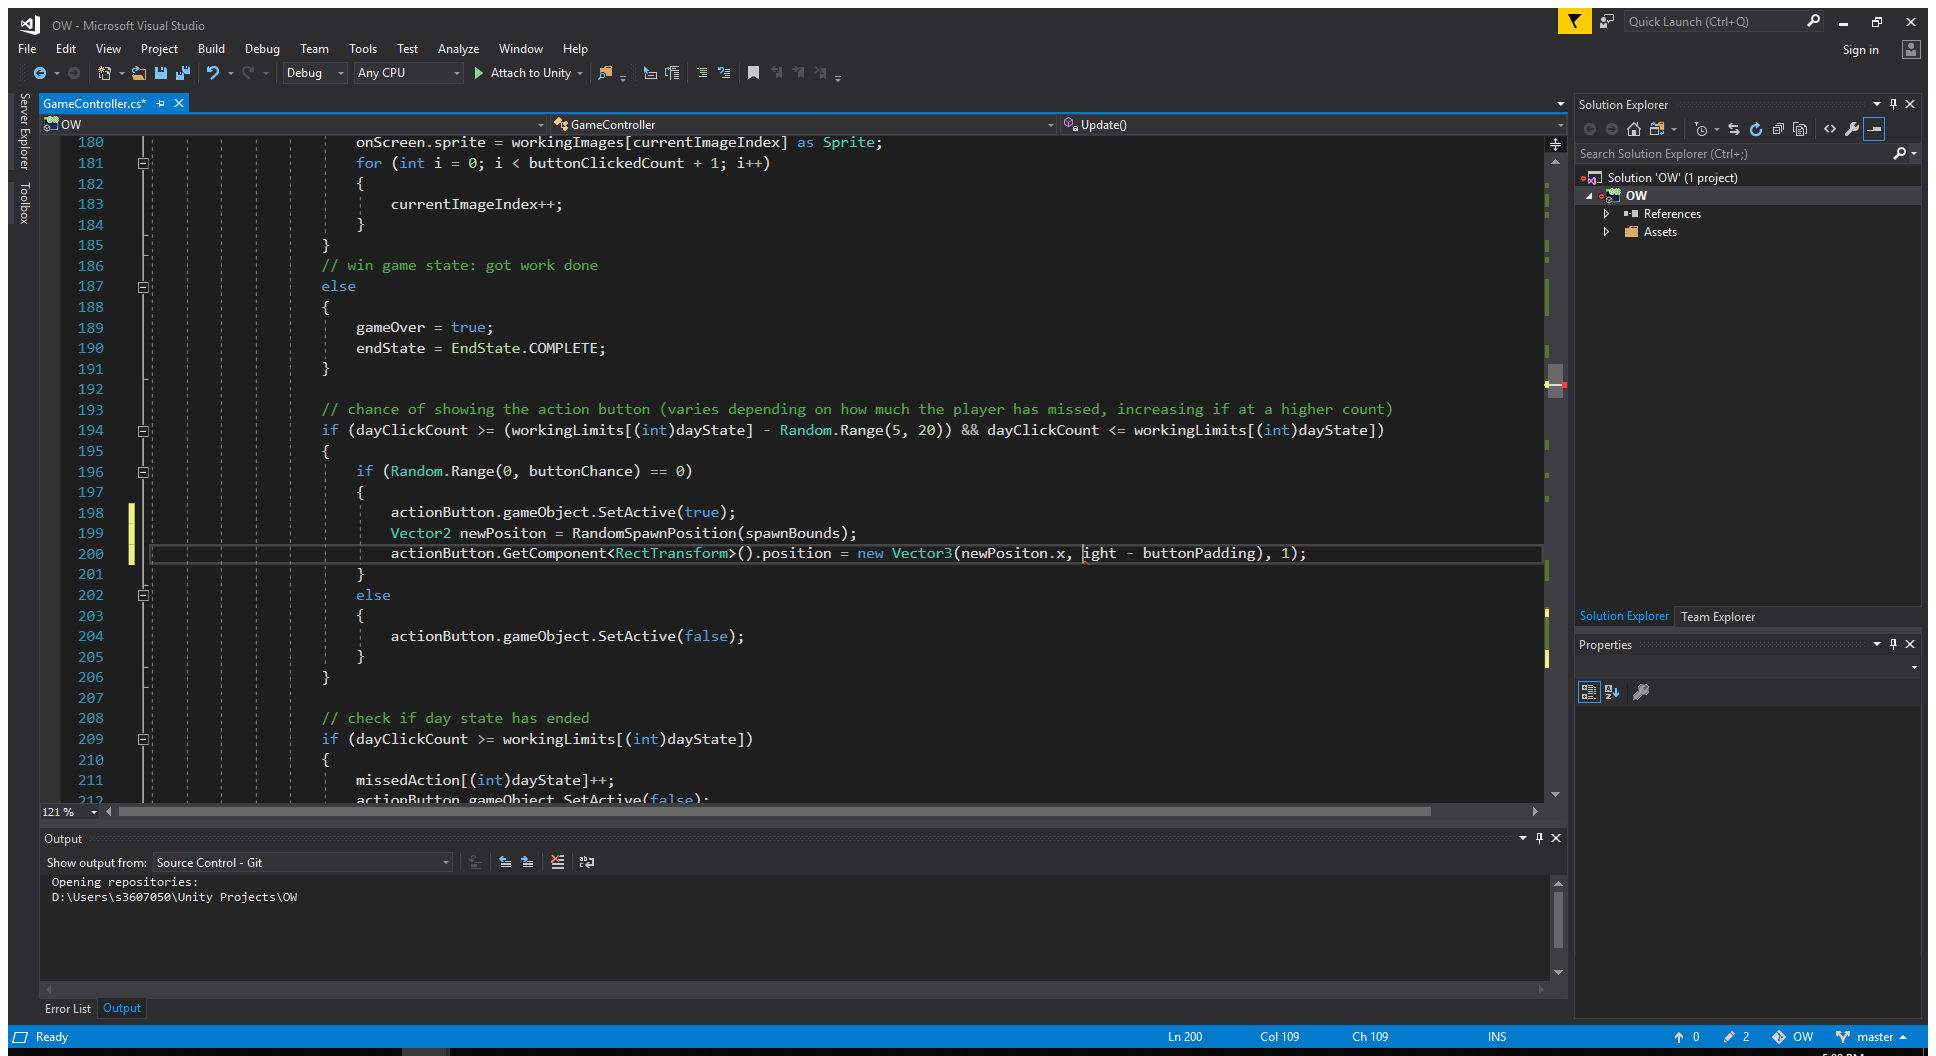 OW - Microsoft Visual Studio
Quick Launch (Ctrl+Q)
File Edit View Project Build Debug Team Tools Test Analyze Window Help
Sign in
Debug Any CPU Attach to Unity
Server Explorer
Toolbox
GameController.cs*
OW GameController Update()
180 onScreen.sprite = workingImages[currentImageIndex] as Sprite;
181 for (int i = 0; i < buttonClickedCount + 1; i++)
182 {
183 currentImageIndex++;
184 }
185 }
186 // win game state: got work done
187 else
188 {
189 gameOver = true;
190 endState = EndState.COMPLETE;
191 }
192
193 // chance of showing the action button (varies depending on how much the player has missed, increasing if at a higher count)
194 if (dayClickCount >= (workingLimits[(int)dayState] - Random.Range(5, 20)) && dayClickCount <= workingLimits[(int)dayState])
195 {
196 if (Random.Range(0, buttonChance) == 0)
197 {
198 actionButton.gameObject.SetActive(true);
199 Vector2 newPositon = RandomSpawnPosition(spawnBounds);
200 actionButton.GetComponent<RectTransform>().position = new Vector3(newPositon.x, ight - buttonPadding), 1);
201 }
202 else
203 {
204 actionButton.gameObject.SetActive(false);
205 }
206 }
207
208 // check if day state has ended
209 if (dayClickCount >= workingLimits[(int)dayState])
210 {
211 missedAction[(int)dayState]++;
212 actionButton.gameObject.SetActive(false);
121 %
Solution Explorer
Search Solution Explorer (Ctrl+;)
Solution 'OW' (1 project)
OW
References
Assets
Solution Explorer Team Explorer
Properties
Output
Show output from: Source Control - Git
Opening repositories:
D:\Users\s3607050\Unity Projects\OW
Error List Output
Ready Ln 200 Col 109 Ch 109 INS 0 2 OW master